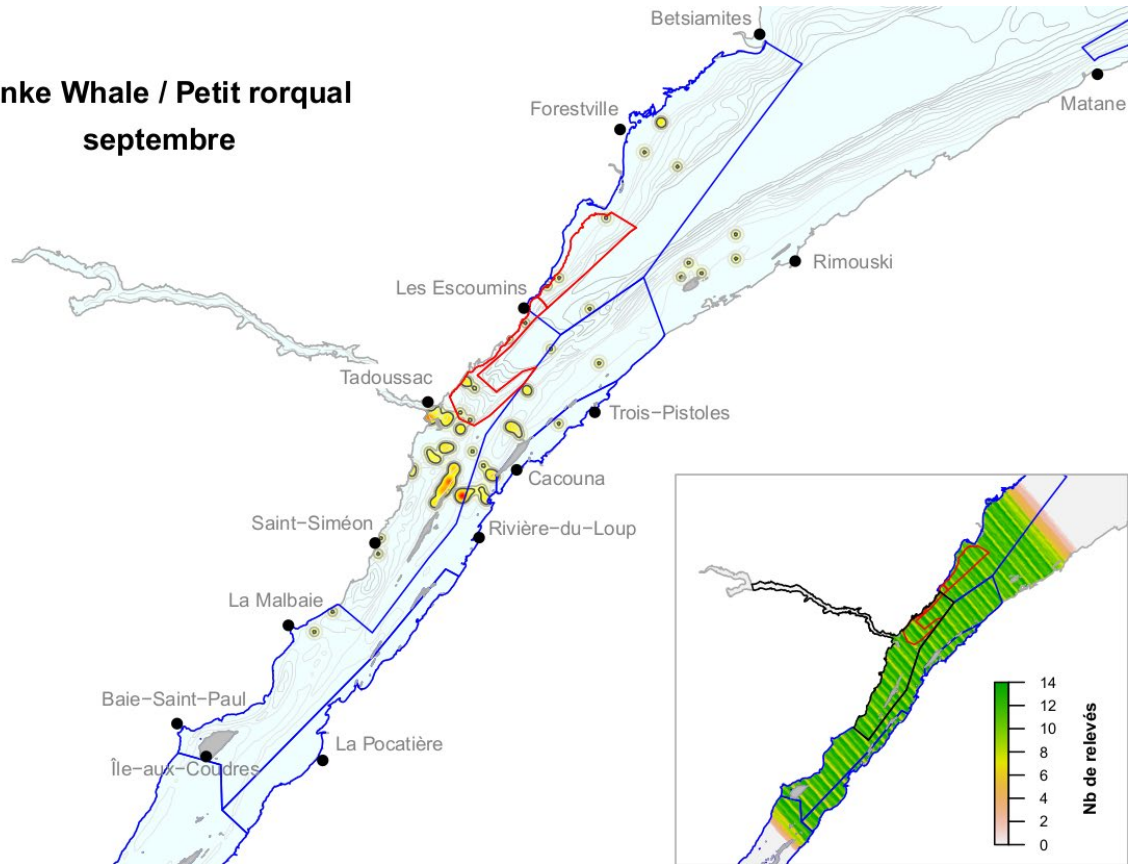 nke Whale / Petit rorqual
septembre
Betsiamites
Matane
Forestville
Rimouski
Les Escoumins
Tadoussac
Trois−Pistoles
Cacouna
Saint−Siméon
Rivière−du−Loup
La Malbaie
Baie−Saint−Paul
La Pocatière
Île−aux−Coudres
14
12
10
8
6
4
2
0
Nb de relevés